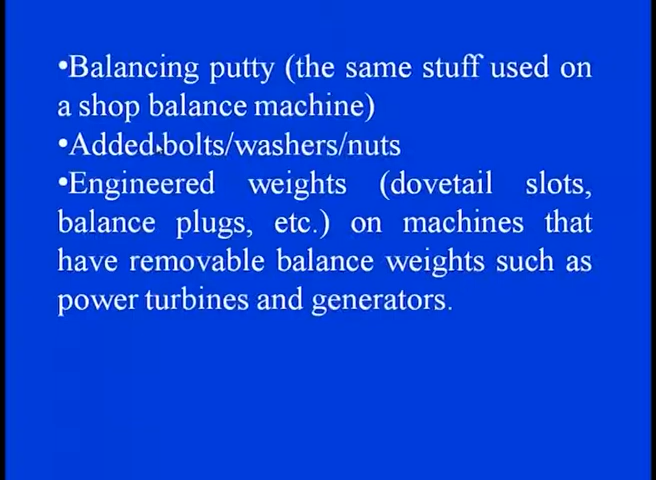 •Balancing putty (the same stuff used on
a shop balance machine)
•Added bolts/washers/nuts
•Engineered weights (dovetail slots,
balance plugs, etc.) on machines that
have removable balance weights such as
power turbines and generators.